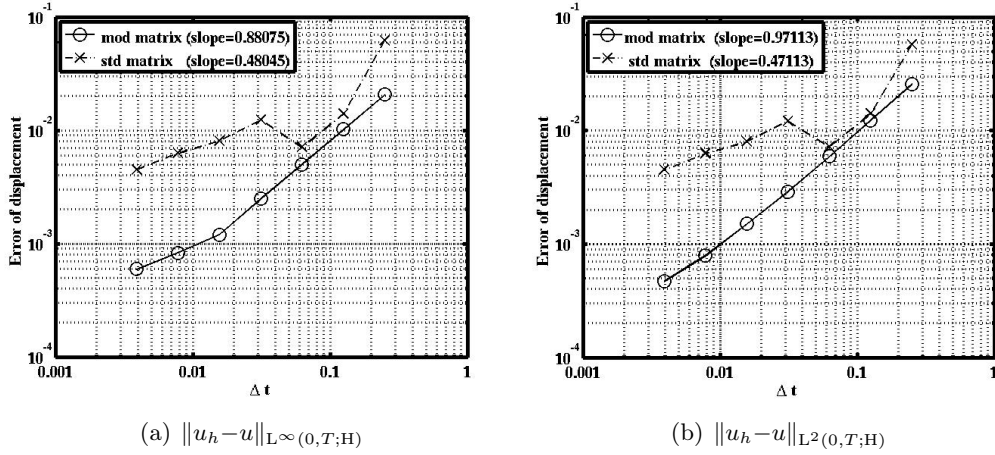 10^-1
10^-2
10^-3
10^-4
Error of displacement
mod matrix (slope=0.88075)
std matrix (slope=0.48045)
0.001
0.01
0.1
1
Δ t
(a) ‖u_h−u‖_L^∞(0,T;H)
10^-1
10^-2
10^-3
10^-4
Error of displacement
mod matrix (slope=0.97113)
std matrix (slope=0.47113)
0.001
0.01
0.1
1
Δ t
(b) ‖u_h−u‖_L^2(0,T;H)